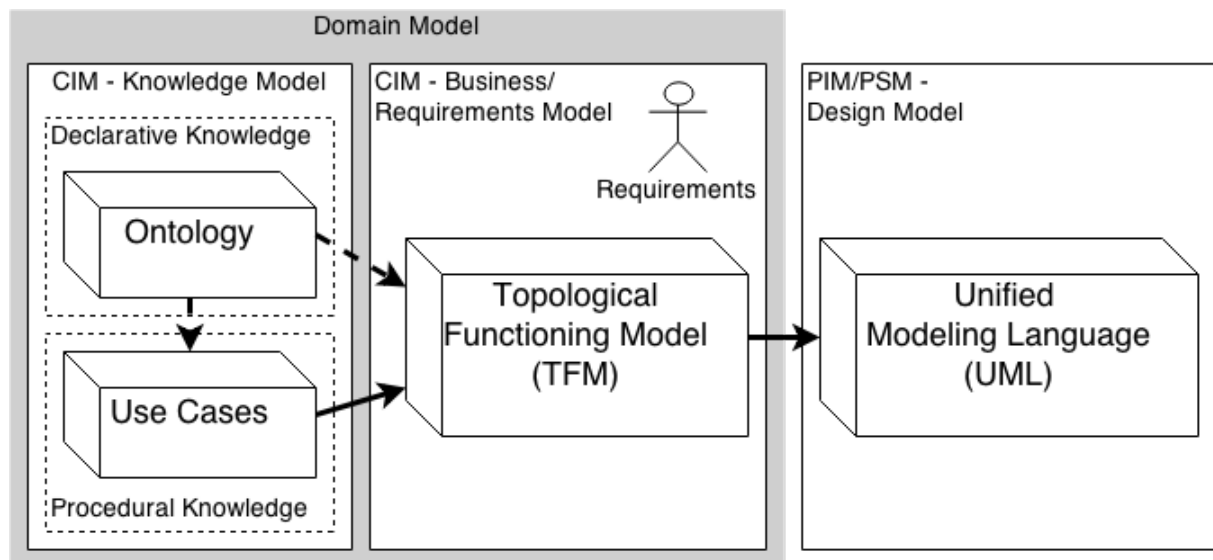 Domain Model
CIM - Knowledge Model
Declarative Knowledge
Ontology
Use Cases
Procedural Knowledge
CIM - Business/
Requirements Model
Requirements
Topological
Functioning Model
(TFM)
PIM/PSM -
Design Model
Unified
Modeling Language
(UML)